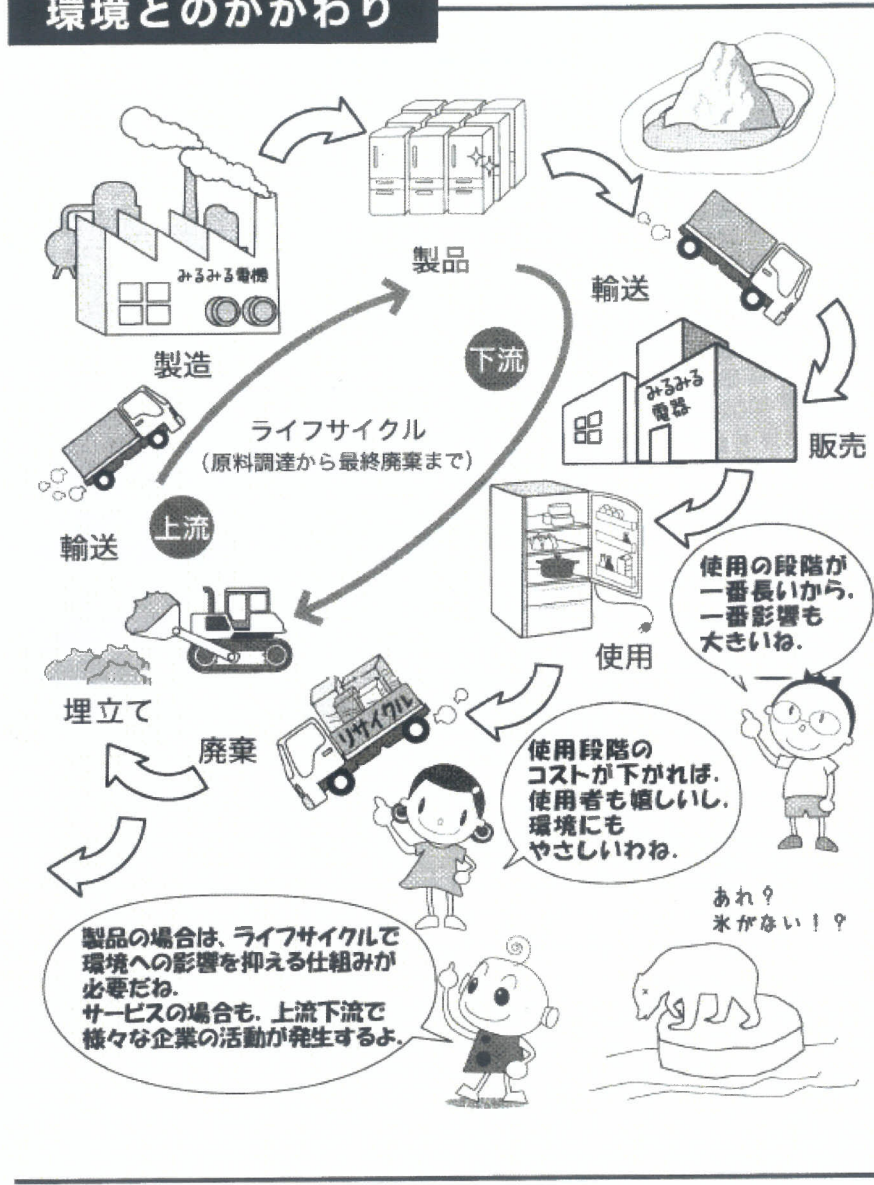 環境とのかかわり
みるみる電機
製品
輸送
製造
下流
みるみる
電器
販売
ライフサイクル
(原料調達から最終廃棄まで)
輸送
上流
使用の段階が
一番長いから、
一番影響も
大きいね.
使用
埋立て
廃棄
リサイクル
使用段階の
コストが下がれば、
使用者も嬉しいし、
環境にも
やさしいわね.
あれ?
氷がない!?
製品の場合は、ライフサイクルで
環境への影響を抑える仕組みが
必要だね.
サービスの場合も、上流下流で
様々な企業の活動が発生するよ.